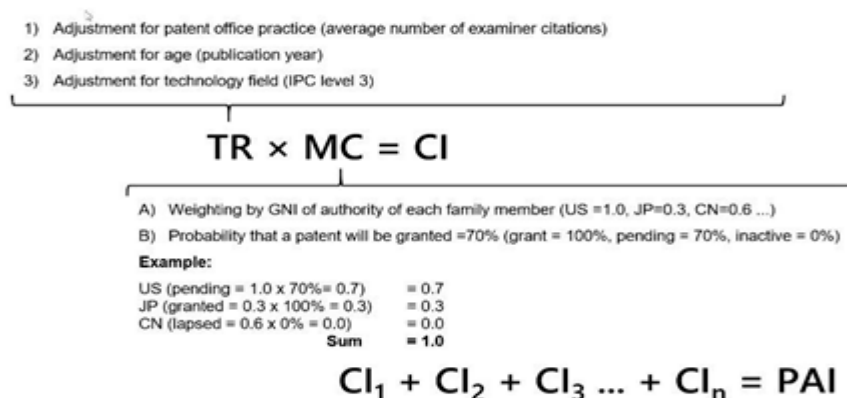 1) Adjustment for patent office practice (average number of examiner citations)
2) Adjustment for age (publication year)
3) Adjustment for technology field (IPC level 3)
TR × MC = CI
A) Weighting by GNI of authority of each family member (US =1.0, JP=0.3, CN=0.6 ...)
B) Probability that a patent will be granted =70% (grant = 100%, pending = 70%, inactive = 0%)
Example:
US (pending = 1.0 x 70%= 0.7) = 0.7
JP (granted = 0.3 x 100% = 0.3) = 0.3
CN (lapsed = 0.6 x 0% = 0.0) = 0.0
Sum = 1.0
CI₁ + CI₂ + CI₃ ... + CIₙ = PAI